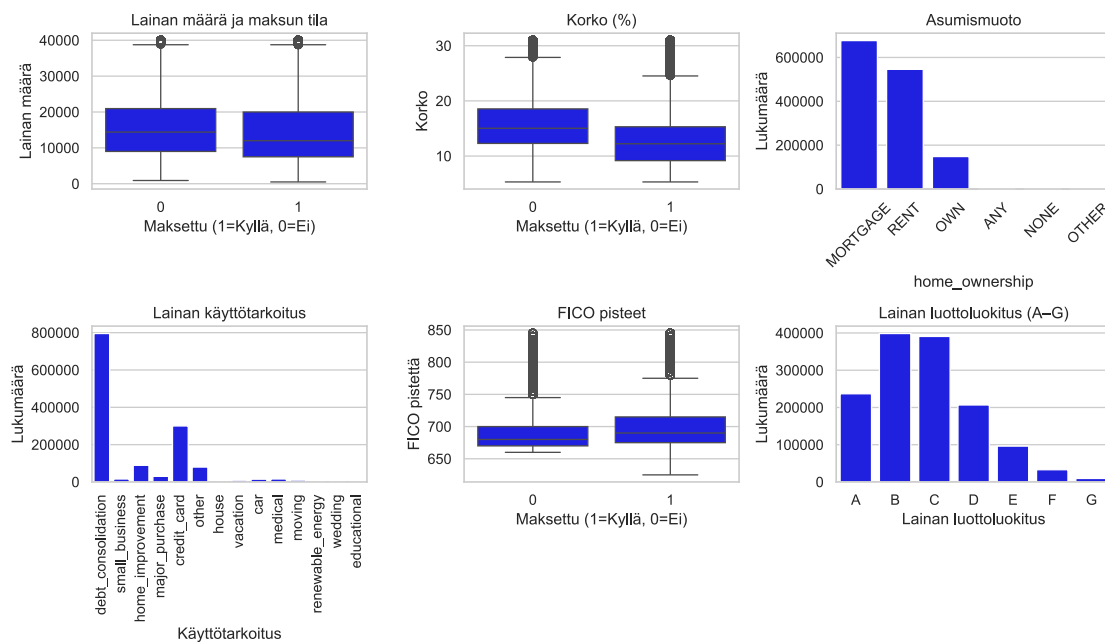 Lainan määrä ja maksun tila
Lainan määrä
40000
30000
20000
10000
0
0
1
Maksettu (1=Kyllä, 0=Ei)
Korko (%)
Korko
30
20
10
0
1
Maksettu (1=Kyllä, 0=Ei)
Asumismuoto
Lukumäärä
600000
400000
200000
0
MORTGAGE
RENT
OWN
ANY
NONE
OTHER
home_ownership
Lainan käyttötarkoitus
Lukumäärä
800000
600000
400000
200000
0
debt_consolidation
small_business
home_improvement
major_purchase
credit_card
other
house
vacation
car
medical
moving
renewable_energy
wedding
educational
Käyttötarkoitus
FICO pisteet
FICO pistettä
850
800
750
700
650
0
1
Maksettu (1=Kyllä, 0=Ei)
Lainan luottoluokitus (A–G)
Lukumäärä
400000
300000
200000
100000
0
A
B
C
D
E
F
G
Lainan luottoluokitus